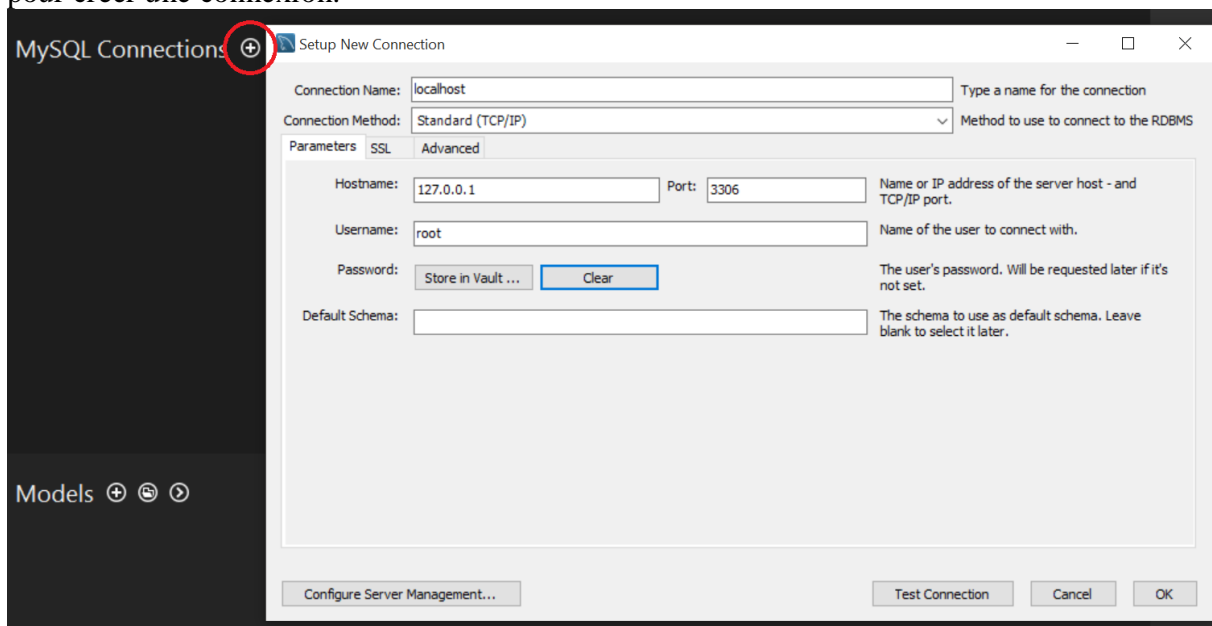 pour créer une connexion.
MySQL Connections
Setup New Connection
Connection Name: localhost Type a name for the connection
Connection Method: Standard (TCP/IP) Method to use to connect to the RDBMS
Parameters SSL Advanced
Hostname: 127.0.0.1 Port: 3306 Name or IP address of the server host - and
TCP/IP port.
Username: root Name of the user to connect with.
Password: Store in Vault ... Clear The user's password. Will be requested later if it's
not set.
Default Schema: The schema to use as default schema. Leave
blank to select it later.
Models
Configure Server Management... Test Connection Cancel OK